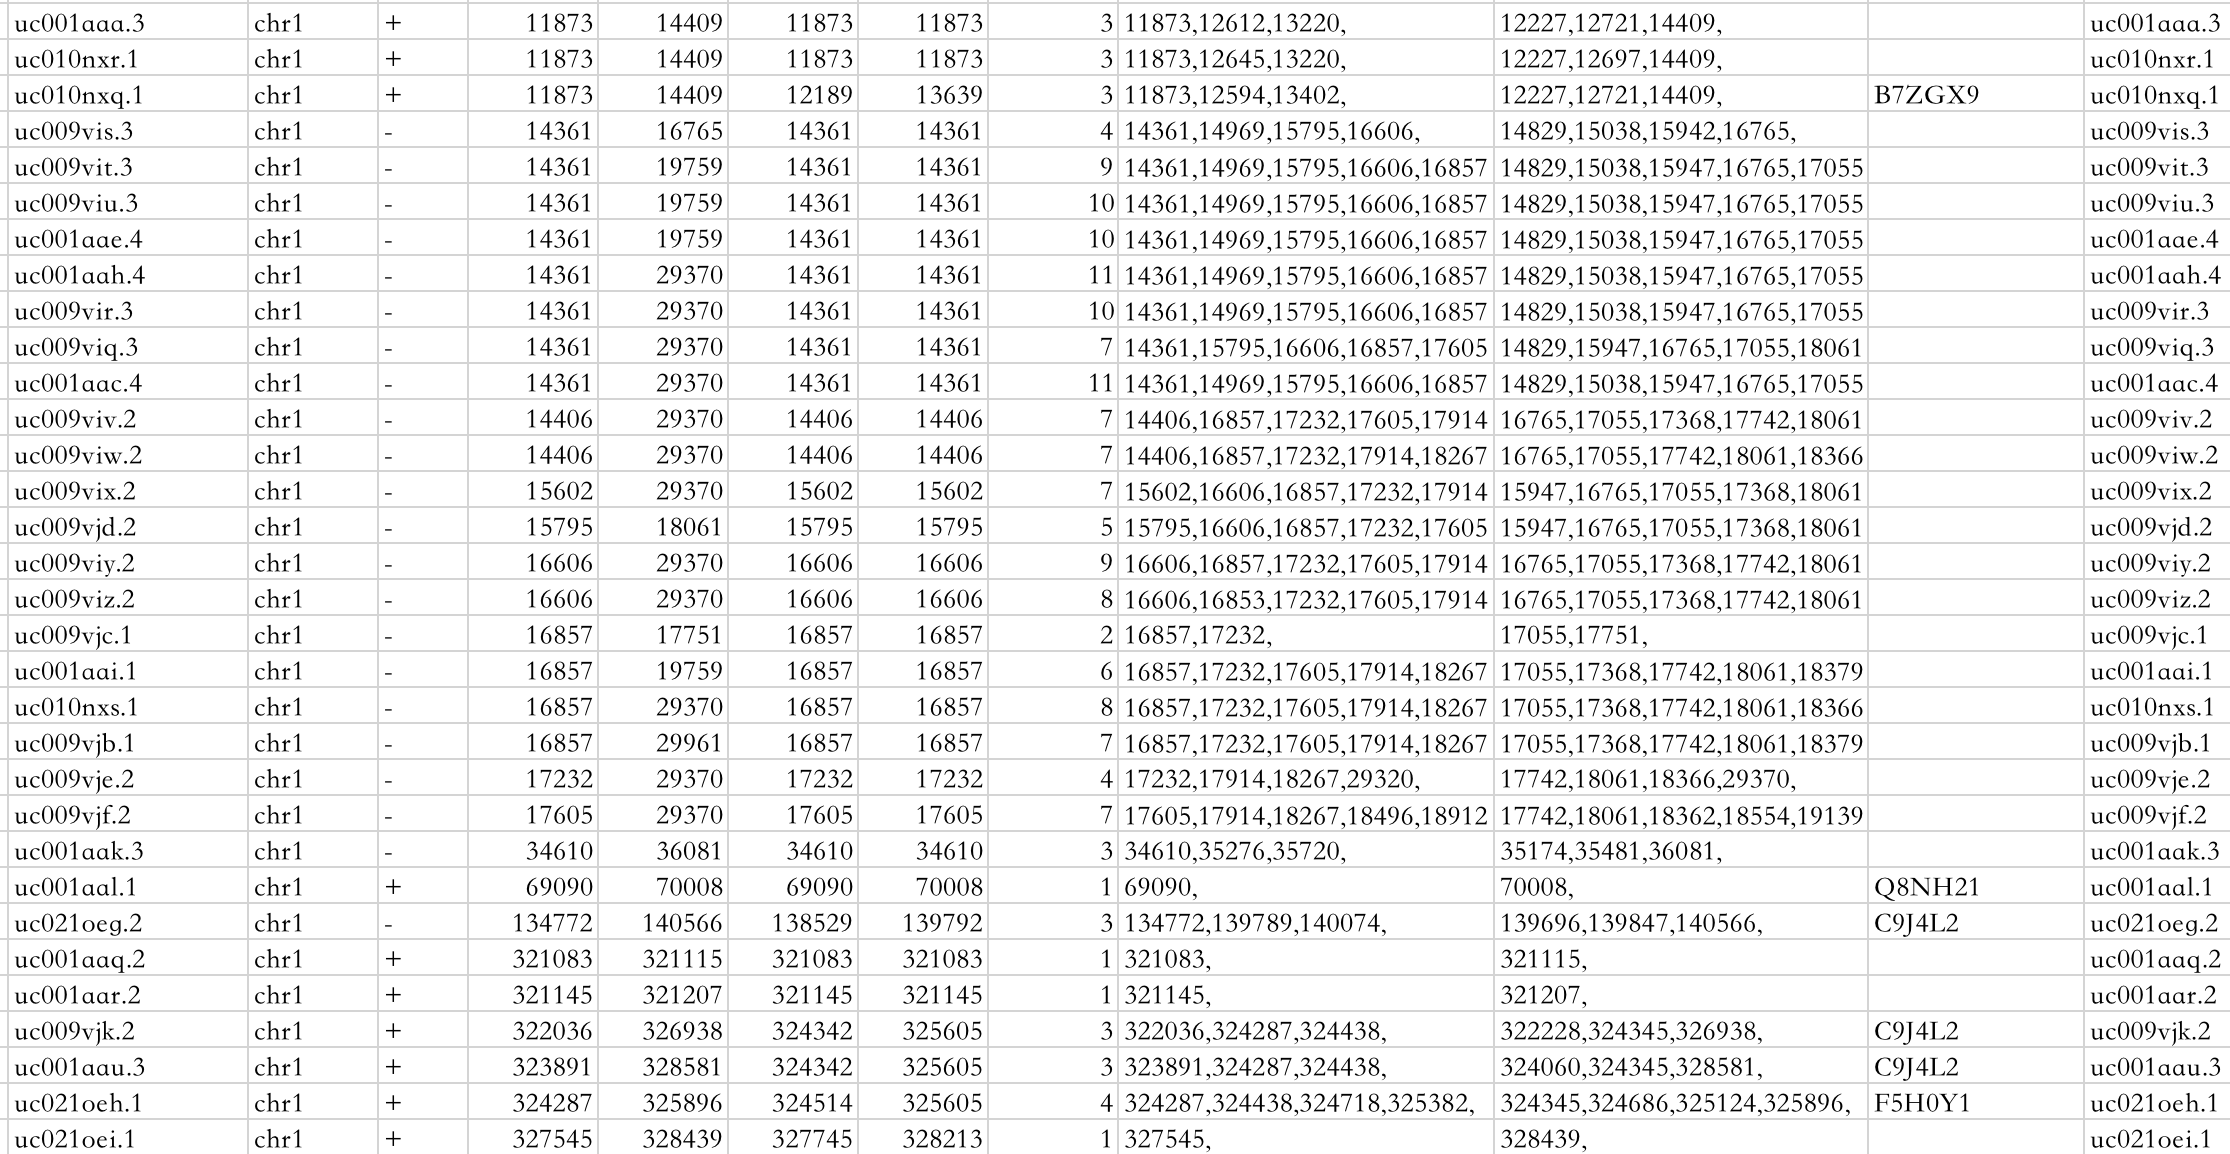 uc001aaa.3 chr1 + 11873 14409 11873 11873 3 11873,12612,13220, 12227,12721,14409, uc001aaa.3
uc010nxr.1 chr1 + 11873 14409 11873 11873 3 11873,12645,13220, 12227,12697,14409, uc010nxr.1
uc010nxq.1 chr1 + 11873 14409 12189 13639 3 11873,12594,13402, 12227,12721,14409, B7ZGX9 uc010nxq.1
uc009vis.3 chr1 - 14361 16765 14361 14361 4 14361,14969,15795,16606, 14829,15038,15942,16765, uc009vis.3
uc009vit.3 chr1 - 14361 19759 14361 14361 9 14361,14969,15795,16606,16857 14829,15038,15947,16765,17055 uc009vit.3
uc009viu.3 chr1 - 14361 19759 14361 14361 10 14361,14969,15795,16606,16857 14829,15038,15947,16765,17055 uc009viu.3
uc001aae.4 chr1 - 14361 19759 14361 14361 10 14361,14969,15795,16606,16857 14829,15038,15947,16765,17055 uc001aae.4
uc001aah.4 chr1 - 14361 29370 14361 14361 11 14361,14969,15795,16606,16857 14829,15038,15947,16765,17055 uc001aah.4
uc009vir.3 chr1 - 14361 29370 14361 14361 10 14361,14969,15795,16606,16857 14829,15038,15947,16765,17055 uc009vir.3
uc009viq.3 chr1 - 14361 29370 14361 14361 7 14361,15795,16606,16857,17605 14829,15947,16765,17055,18061 uc009viq.3
uc001aac.4 chr1 - 14361 29370 14361 14361 11 14361,14969,15795,16606,16857 14829,15038,15947,16765,17055 uc001aac.4
uc009viv.2 chr1 - 14406 29370 14406 14406 7 14406,16857,17232,17605,17914 16765,17055,17368,17742,18061 uc009viv.2
uc009viw.2 chr1 - 14406 29370 14406 14406 7 14406,16857,17232,17914,18267 16765,17055,17742,18061,18366 uc009viw.2
uc009vix.2 chr1 - 15602 29370 15602 15602 7 15602,16606,16857,17232,17914 15947,16765,17055,17368,18061 uc009vix.2
uc009vjd.2 chr1 - 15795 18061 15795 15795 5 15795,16606,16857,17232,17605 15947,16765,17055,17368,18061 uc009vjd.2
uc009viy.2 chr1 - 16606 29370 16606 16606 9 16606,16857,17232,17605,17914 16765,17055,17368,17742,18061 uc009viy.2
uc009viz.2 chr1 - 16606 29370 16606 16606 8 16606,16853,17232,17605,17914 16765,17055,17368,17742,18061 uc009viz.2
uc009vjc.1 chr1 - 16857 17751 16857 16857 2 16857,17232, 17055,17751, uc009vjc.1
uc001aai.1 chr1 - 16857 19759 16857 16857 6 16857,17232,17605,17914,18267 17055,17368,17742,18061,18379 uc001aai.1
uc010nxs.1 chr1 - 16857 29370 16857 16857 8 16857,17232,17605,17914,18267 17055,17368,17742,18061,18366 uc010nxs.1
uc009vjb.1 chr1 - 16857 29961 16857 16857 7 16857,17232,17605,17914,18267 17055,17368,17742,18061,18379 uc009vjb.1
uc009vje.2 chr1 - 17232 29370 17232 17232 4 17232,17914,18267,29320, 17742,18061,18366,29370, uc009vje.2
uc009vjf.2 chr1 - 17605 29370 17605 17605 7 17605,17914,18267,18496,18912 17742,18061,18362,18554,19139 uc009vjf.2
uc001aak.3 chr1 - 34610 36081 34610 34610 3 34610,35276,35720, 35174,35481,36081, uc001aak.3
uc001aal.1 chr1 + 69090 70008 69090 70008 1 69090, 70008, Q8NH21 uc001aal.1
uc021oeg.2 chr1 - 134772 140566 138529 139792 3 134772,139789,140074, 139696,139847,140566, C9J4L2 uc021oeg.2
uc001aaq.2 chr1 + 321083 321115 321083 321083 1 321083, 321115, uc001aaq.2
uc001aar.2 chr1 + 321145 321207 321145 321145 1 321145, 321207, uc001aar.2
uc009vjk.2 chr1 + 322036 326938 324342 325605 3 322036,324287,324438, 322228,324345,326938, C9J4L2 uc009vjk.2
uc001aau.3 chr1 + 323891 328581 324342 325605 3 323891,324287,324438, 324060,324345,328581, C9J4L2 uc001aau.3
uc021oeh.1 chr1 + 324287 325896 324514 325605 4 324287,324438,324718,325382, 324345,324686,325124,325896, F5H0Y1 uc021oeh.1
uc021oei.1 chr1 + 327545 328439 327745 328213 1 327545, 328439, uc021oei.1